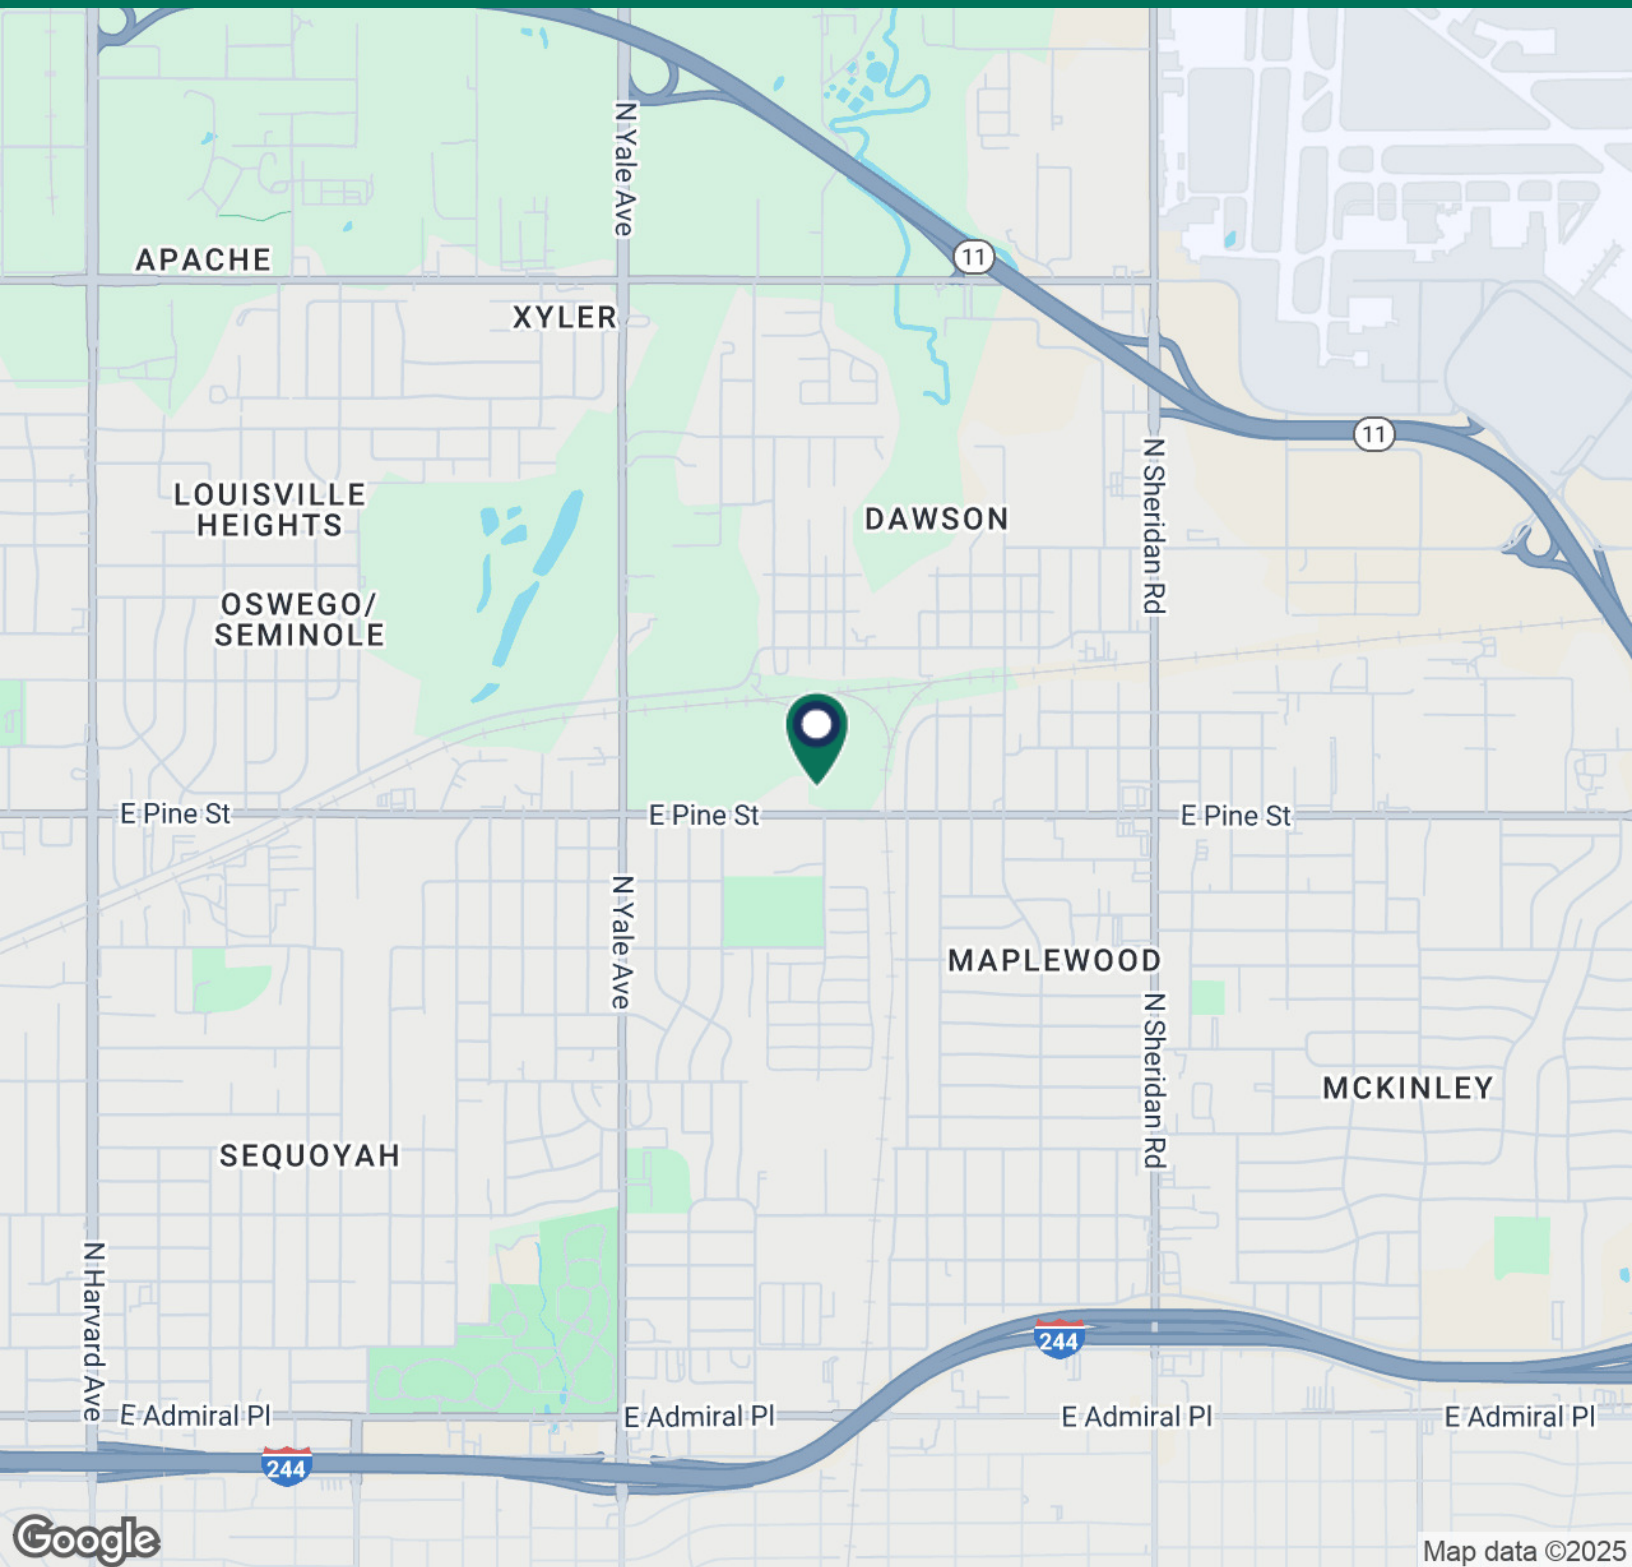 N Yale Ave
APACHE
11
XYLER
11
N Sheridan Rd
LOUISVILLE
HEIGHTS
DAWSON
OSWEGO/
SEMINOLE
E Pine St
E Pine St
E Pine St
N Yale Ave
MAPLEWOOD
N Sheridan Rd
MCKINLEY
SEQUOYAH
N Harvard Ave
244
E Admiral Pl
E Admiral Pl
E Admiral Pl
E Admiral Pl
244
Google
Map data ©2025